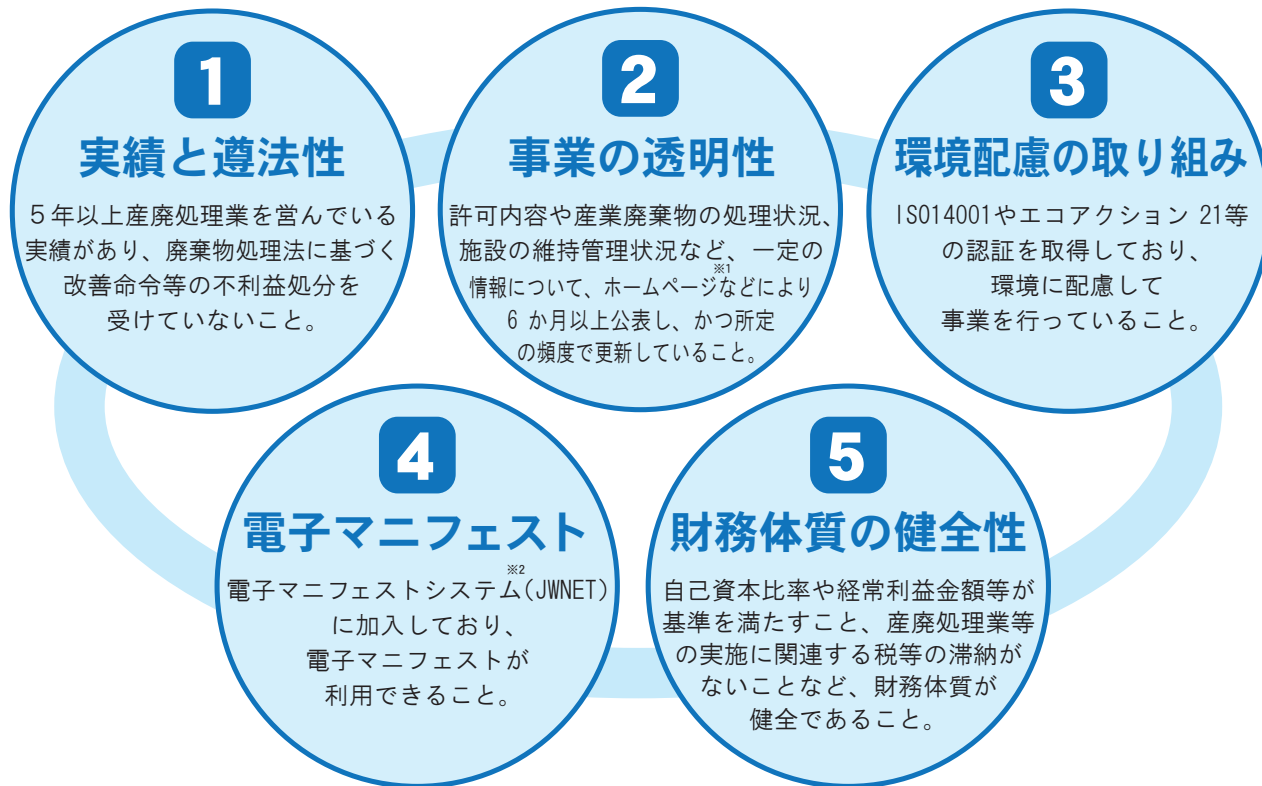 1
実績と遵法性
５年以上産廃処理業を営んでいる
実績があり、廃棄物処理法に基づく
改善命令等の不利益処分を
受けていないこと。
2
事業の透明性
許可内容や産業廃棄物の処理状況、
施設の維持管理状況など、一定の
※1
情報について、ホームページなどにより
6 か月以上公表し、かつ所定
の頻度で更新していること。
3
環境配慮の取り組み
ISO14001やエコアクション 21等
の認証を取得しており、
環境に配慮して
事業を行っていること。
4
電子マニフェスト
※2
電子マニフェストシステム(JWNET)
に加入しており、
電子マニフェストが
利用できること。
5
財務体質の健全性
自己資本比率や経常利益金額等が
基準を満たすこと、産廃処理業等
の実施に関連する税等の滞納が
ないことなど、財務体質が
健全であること。